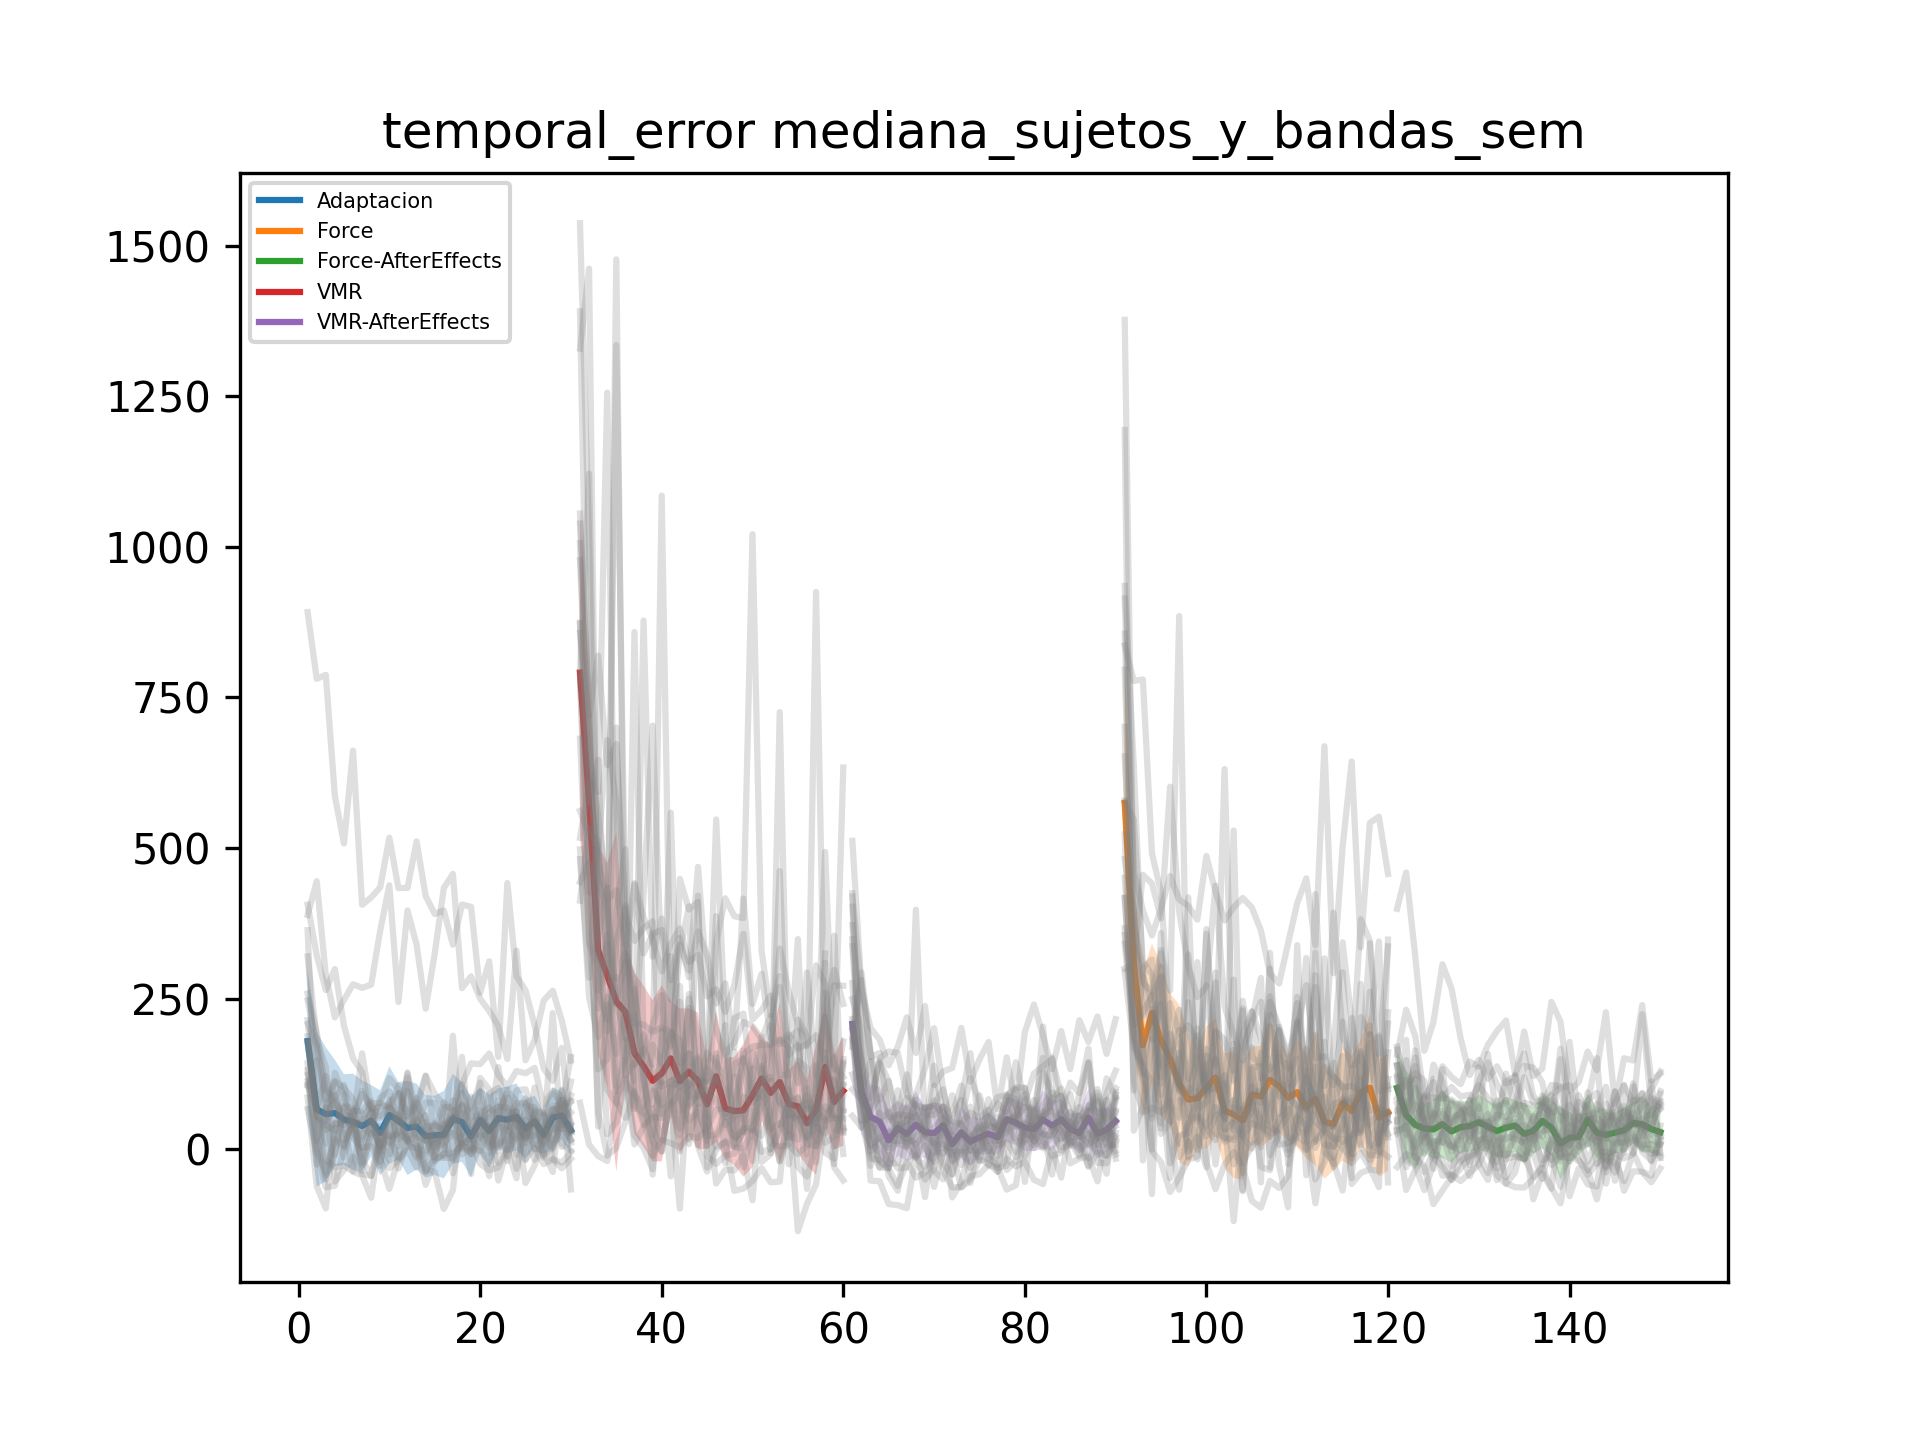 temporal_error mediana_sujetos_y_bandas_sem
Adaptacion
Force
Force-AfterEffects
VMR
VMR-AfterEffects
1500
1250
1000
750
500
250
0
0 20 40 60 80 100 120 140